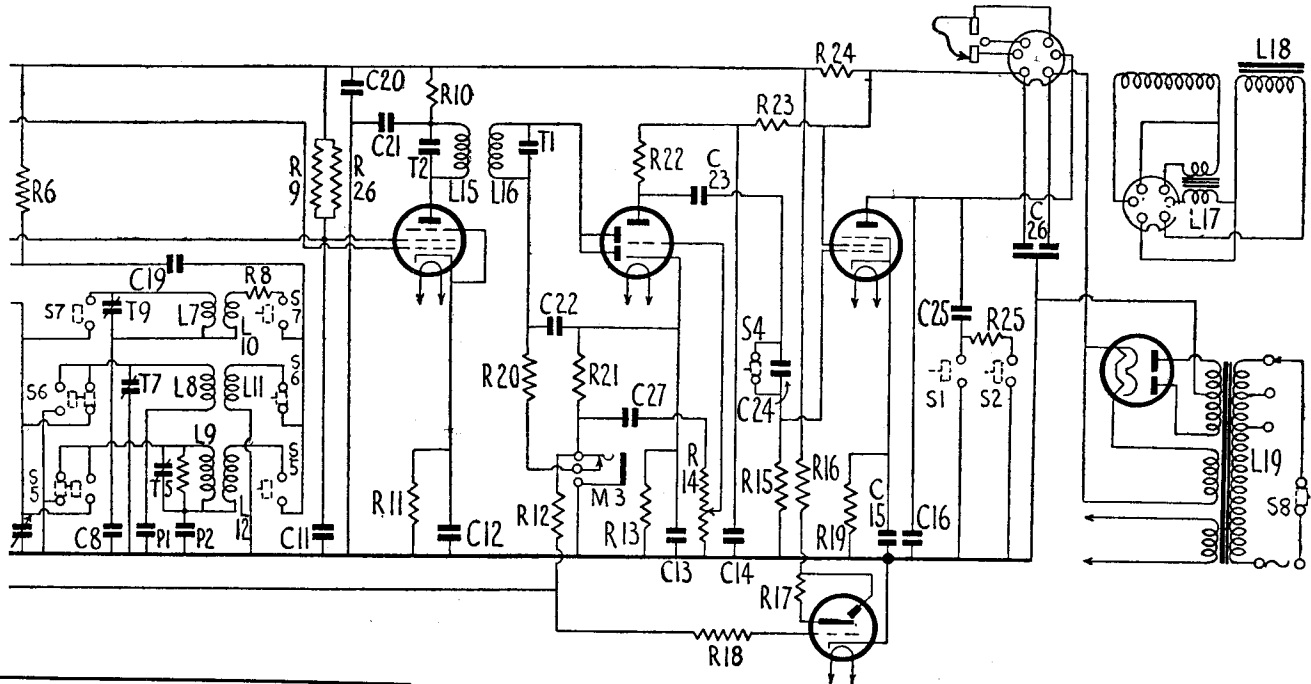 R24
L18
C20
R10
R23
C21
T1
C
23
R
9
R
26
T2
R22
R6
L15
L16
L17
C
26
C19
R8
S7
T9
L7
S
7
L
10
C22
S4
C25
R25
S6
T7
L8
L11
S
6
R20
R21
C27
C24
S1
S2
L9
L19
S
5
T5
S
5
R
14
M3
R15
R16
S8
R11
R12
R13
C
15
C16
C8
P1
P2
L
12
C11
C12
R19
C13
C14
R17
R18